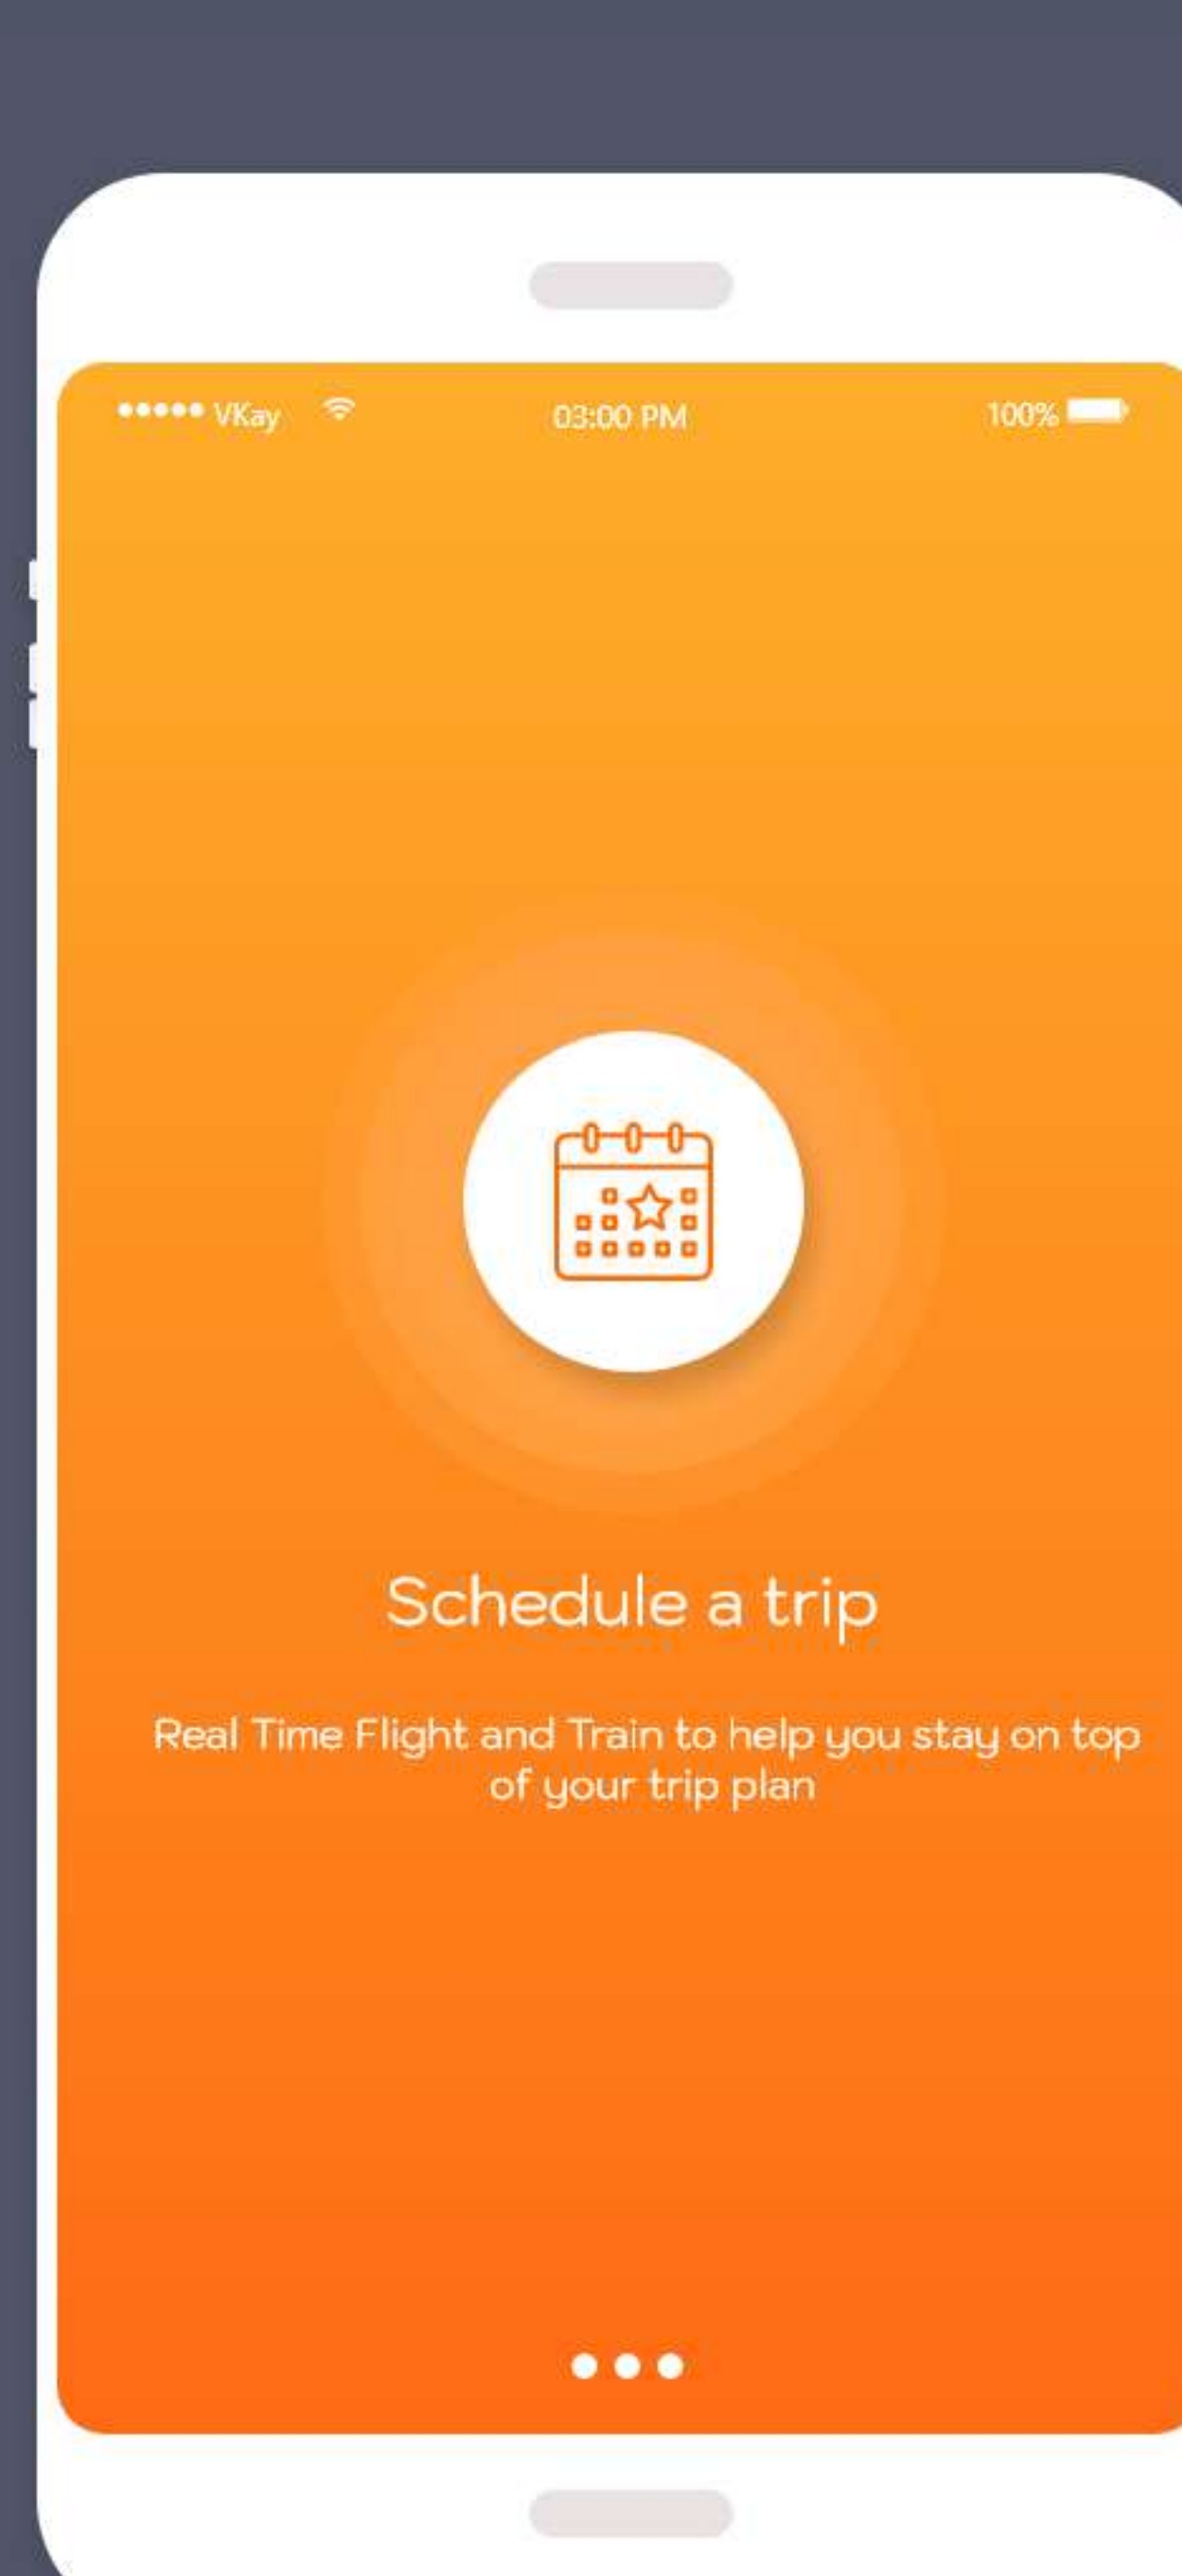 VKay 03:00 PM 100%
Schedule a trip
Real Time Flight and Train to help you stay on top
of your trip plan